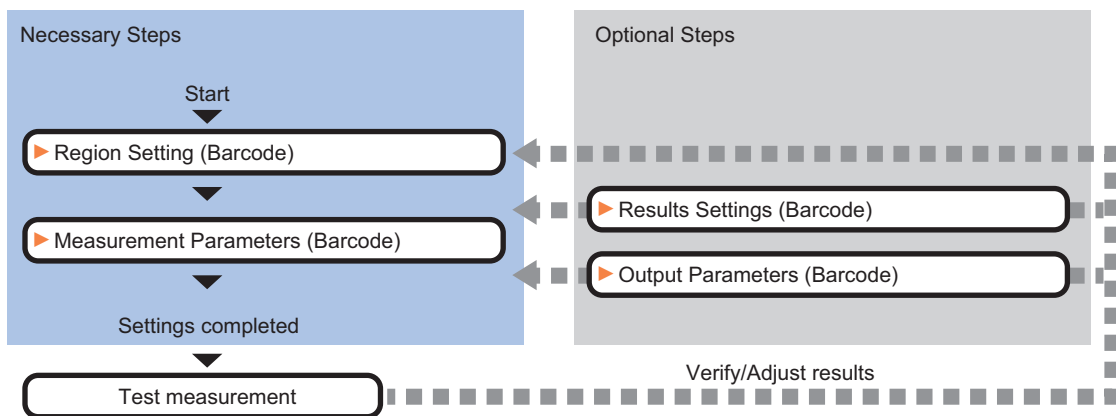 Necessary Steps
Start
Region Setting (Barcode)
Measurement Parameters (Barcode)
Settings completed
Test measurement
Optional Steps
Results Settings (Barcode)
Output Parameters (Barcode)
Verify/Adjust results